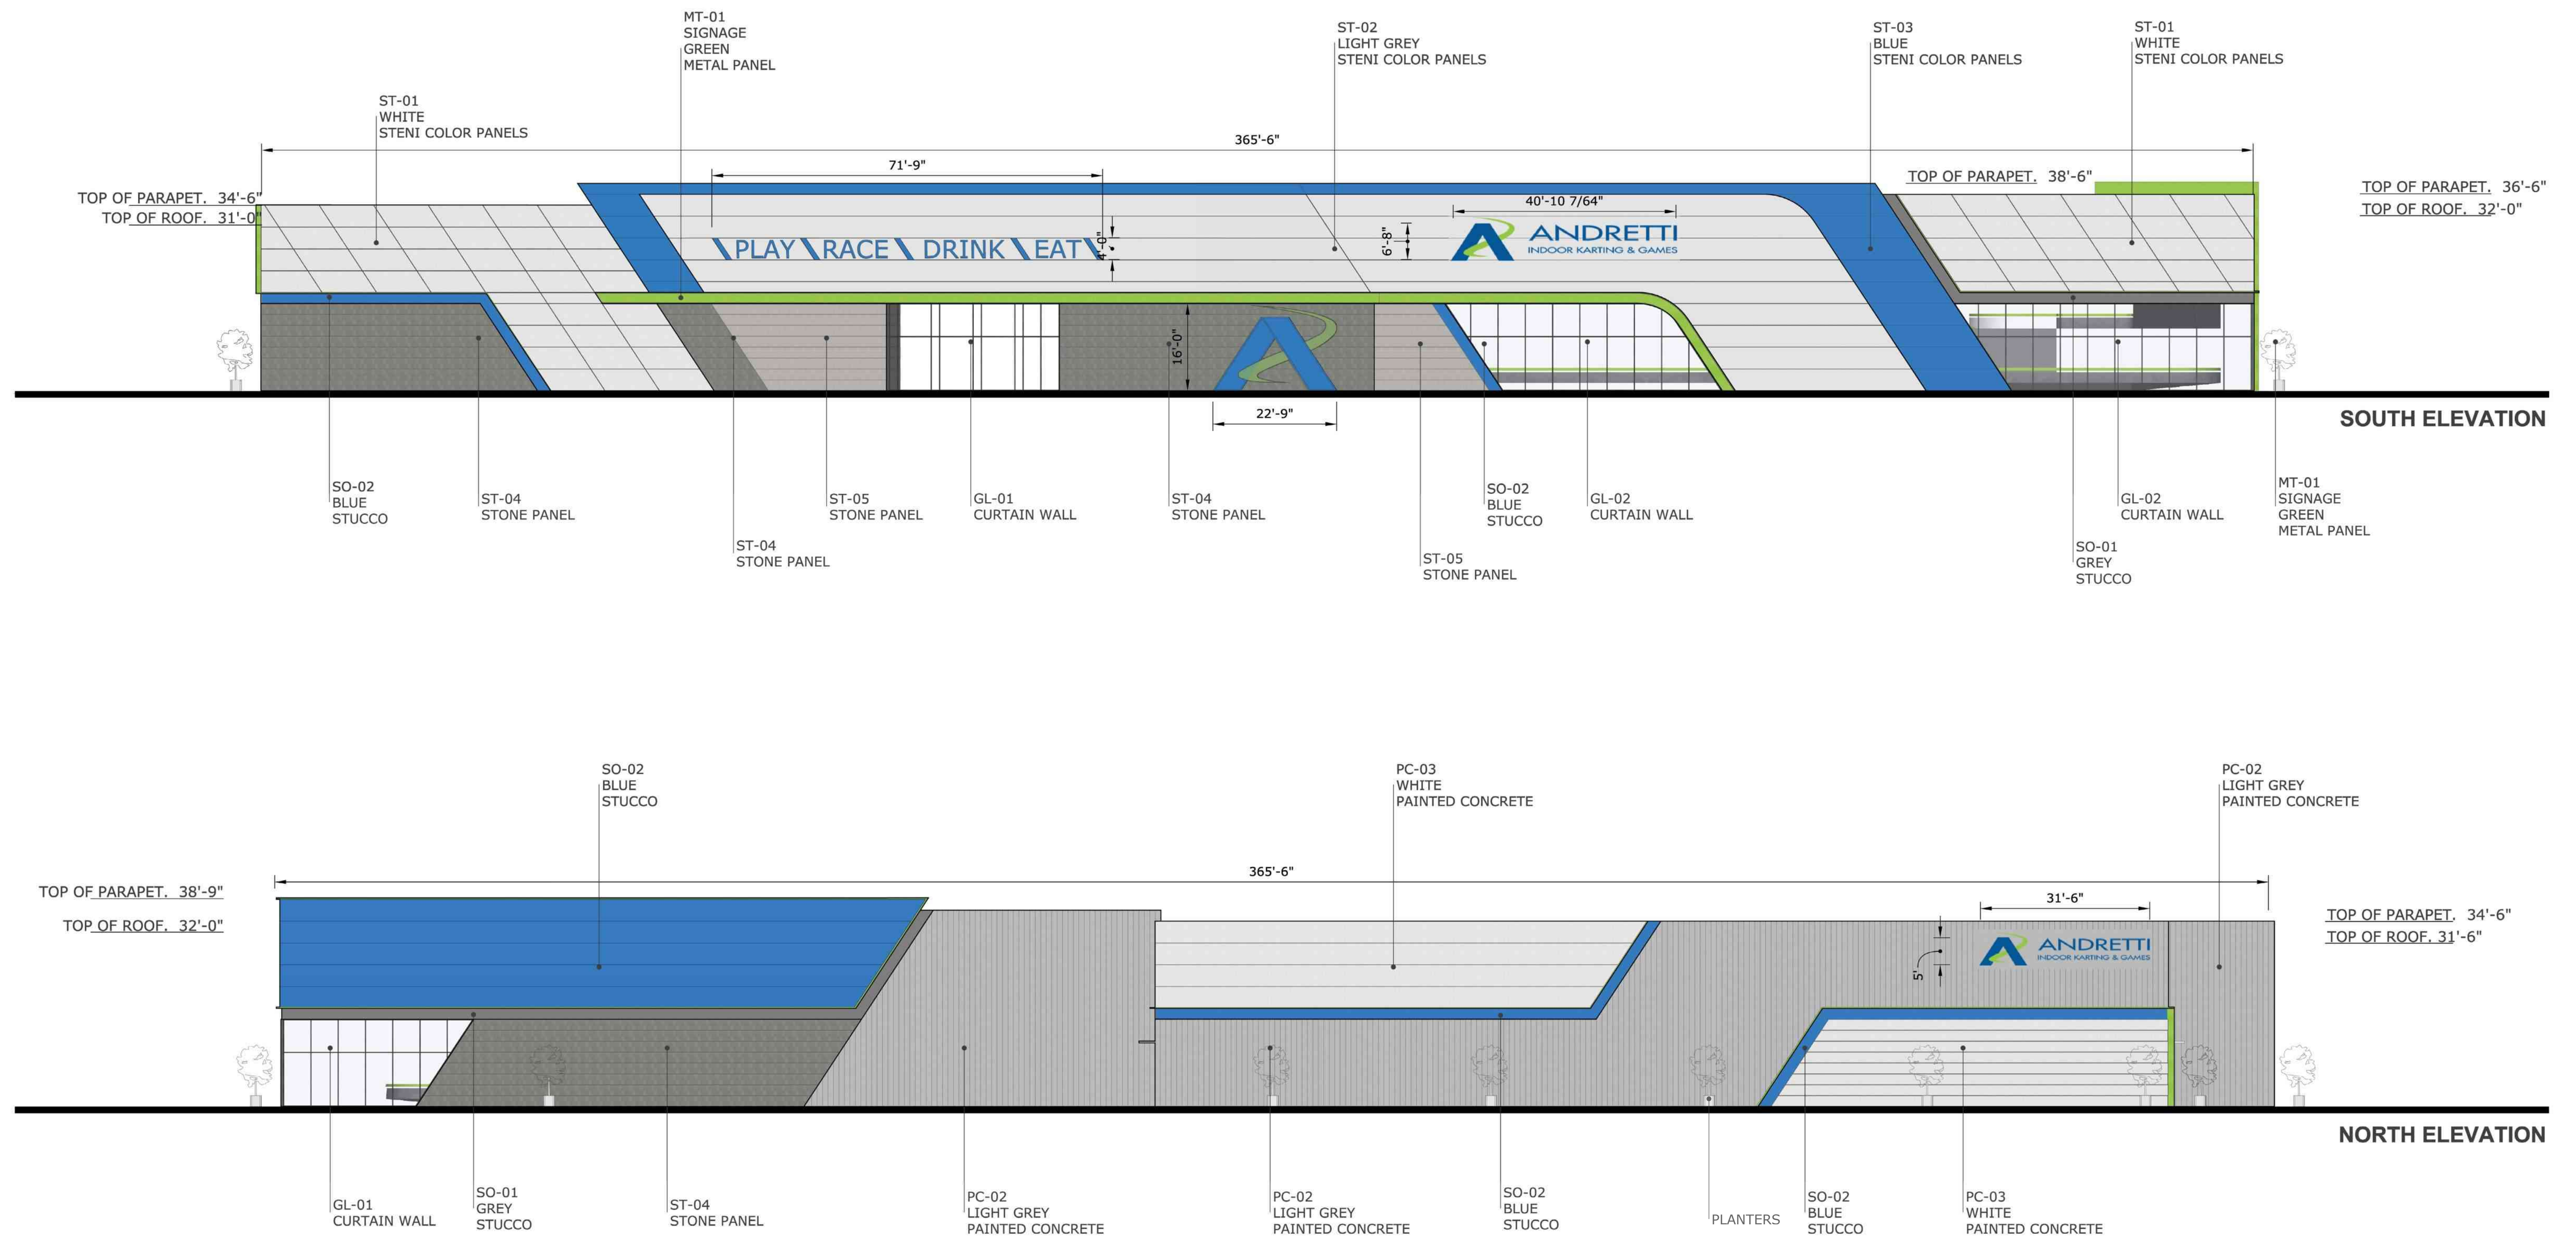 MT-01
SIGNAGE
GREEN
METAL PANEL
ST-02
LIGHT GREY
STENI COLOR PANELS
ST-03
BLUE
STENI COLOR PANELS
ST-01
WHITE
STENI COLOR PANELS
ST-01
WHITE
STENI COLOR PANELS
365'-6"
71'-9"
TOP OF PARAPET. 34'-6"
TOP OF ROOF. 31'-0"
TOP OF PARAPET. 38'-6"
TOP OF PARAPET. 36'-6"
TOP OF ROOF. 32'-0"
PLAY RACE DRINK EAT
4'-0"
40'-10 7/64"
6'-8"
ANDRETTI
INDOOR KARTING & GAMES
16'-0"
22'-9"
SOUTH ELEVATION
SO-02
BLUE
STUCCO
ST-04
STONE PANEL
ST-04
STONE PANEL
ST-05
STONE PANEL
GL-01
CURTAIN WALL
ST-04
STONE PANEL
ST-05
STONE PANEL
SO-02
BLUE
STUCCO
GL-02
CURTAIN WALL
SO-01
GREY
STUCCO
GL-02
CURTAIN WALL
MT-01
SIGNAGE
GREEN
METAL PANEL
SO-02
BLUE
STUCCO
PC-03
WHITE
PAINTED CONCRETE
PC-02
LIGHT GREY
PAINTED CONCRETE
365'-6"
TOP OF PARAPET. 38'-9"
TOP OF ROOF. 32'-0"
31'-6"
TOP OF PARAPET. 34'-6"
TOP OF ROOF. 31'-6"
5'
ANDRETTI
INDOOR KARTING & GAMES
NORTH ELEVATION
GL-01
CURTAIN WALL
SO-01
GREY
STUCCO
ST-04
STONE PANEL
PC-02
LIGHT GREY
PAINTED CONCRETE
PC-02
LIGHT GREY
PAINTED CONCRETE
SO-02
BLUE
STUCCO
PLANTERS
SO-02
BLUE
STUCCO
PC-03
WHITE
PAINTED CONCRETE